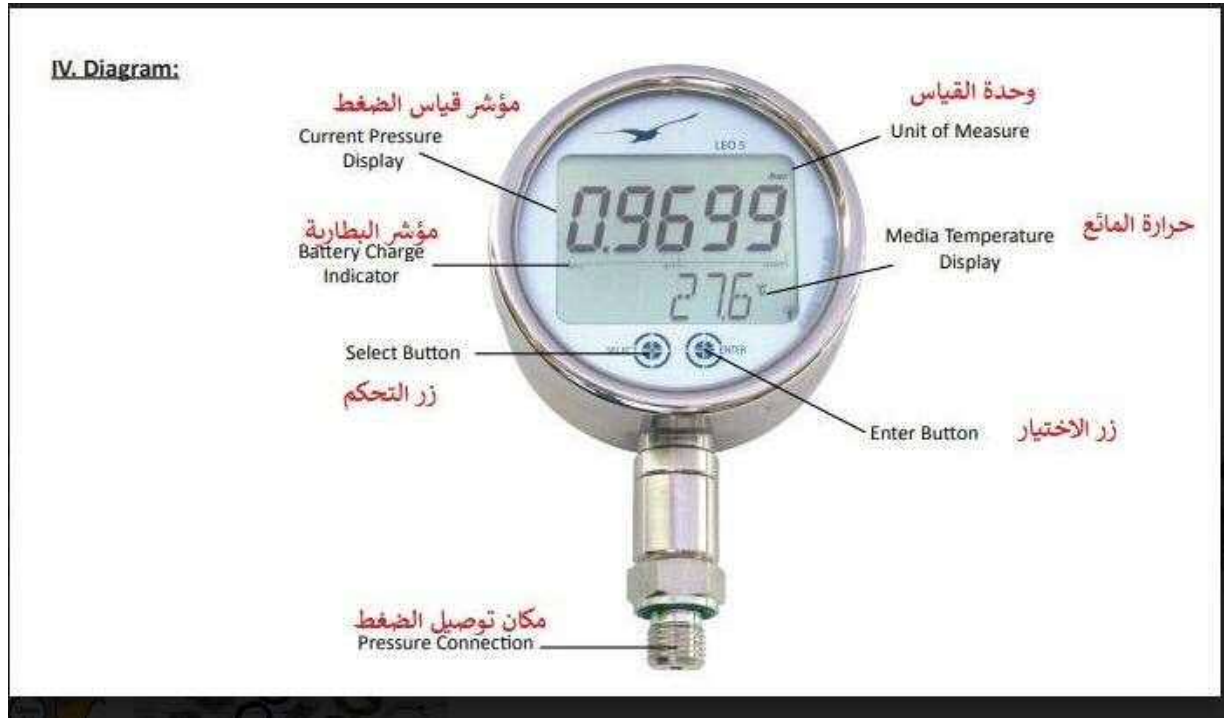 IV. Diagram:
مؤشر قياس الضغط
Current Pressure
Display
وحدة القياس
Unit of Measure
LEO 5
bar
0.9699
مؤشر البطارية
Battery Charge
Indicator
حرارة المائع
Media Temperature
Display
27.6 °C
Select Button
SELECT
ENTER
زر التحكم
Enter Button
زر الاختيار
مكان توصيل الضغط
Pressure Connection